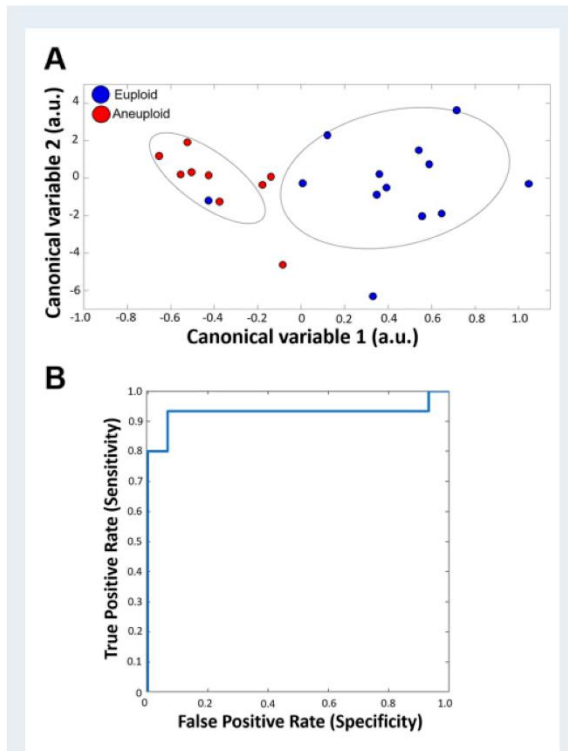 A
Euploid
Aneuploid
Canonical variable 2 (a.u.)
4
2
0
-2
-4
-6
-1.0 -0.8 -0.6 -0.4 -0.2 0 0.2 0.4 0.6 0.8 1.0
Canonical variable 1 (a.u.)
B
True Positive Rate (Sensitivity)
1.0
0.9
0.8
0.7
0.6
0.5
0.4
0.3
0.2
0.1
0
0 0.2 0.4 0.6 0.8 1.0
False Positive Rate (Specificity)